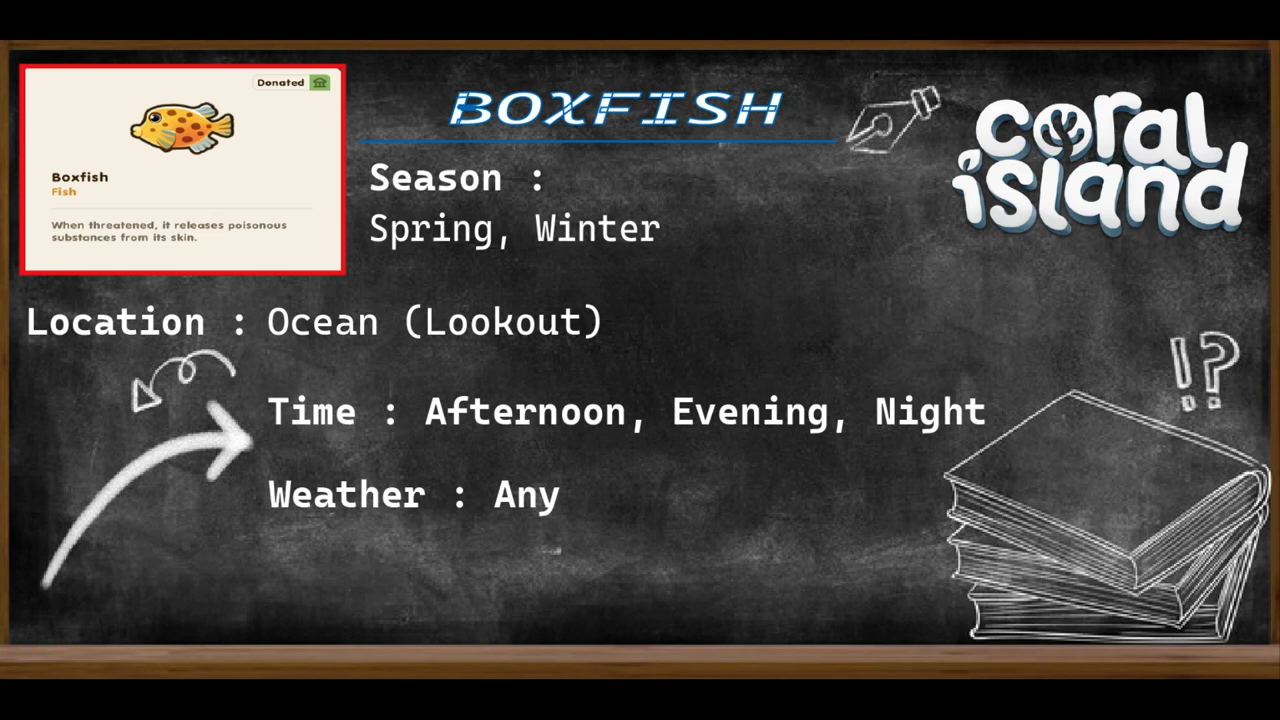 Donated
Boxfish
Fish
When threatened, it releases poisonous
substances from its skin.
BOXFISH
coral
island
Season :
Spring, Winter
Location : Ocean (Lookout)
!?
Time : Afternoon, Evening, Night
Weather : Any